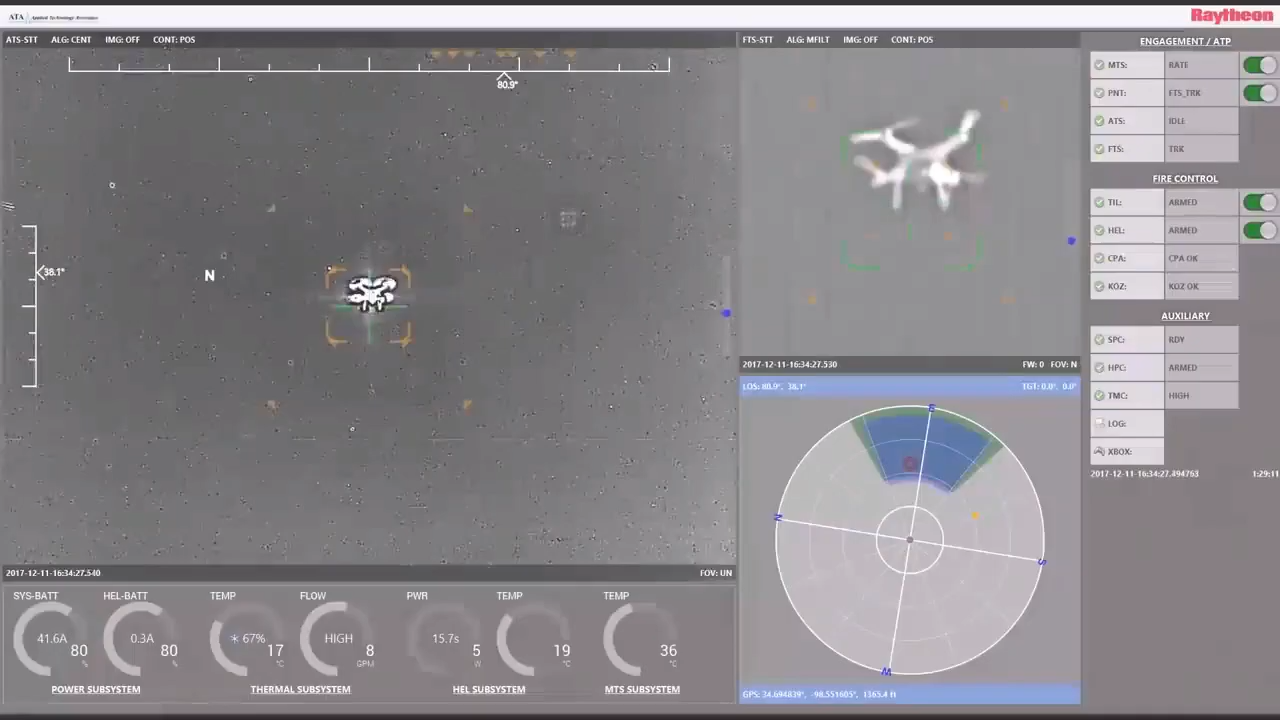 ATA Applied Technology Associates
Raytheon
ATS-STT ALG: CENT IMG: OFF CONT: POS
80.9°
38.1°
N
2017-12-11-16:34:27.540 FOV: UN
FTS-STT ALG: MFILT IMG: OFF CONT: POS
2017-12-11-16:34:27.530 FW: 0 FOV: N
LOS: 80.9°, 38.1° TGT: 0.0°, 0.0°
E
N
S
W
GPS: 34.694839°, -98.551605°, 1365.4 ft
ENGAGEMENT / ATP
MTS: RATE
PNT: FTS_TRK
ATS: IDLE
FTS: TRK
FIRE CONTROL
TIL: ARMED
HEL: ARMED
CPA: CPA OK
KOZ: KOZ OK
AUXILIARY
SPC: RDY
HPC: ARMED
TMC: HIGH
LOG:
XBOX:
2017-12-11-16:34:27.494763 1:29:11
SYS-BATT HEL-BATT TEMP FLOW PWR TEMP TEMP
41.6A 0.3A 67% HIGH 15.7s
80 % 80 % 17 °C 8 GPM 5 W 19 °C 36 °C
POWER SUBSYSTEM THERMAL SUBSYSTEM HEL SUBSYSTEM MTS SUBSYSTEM